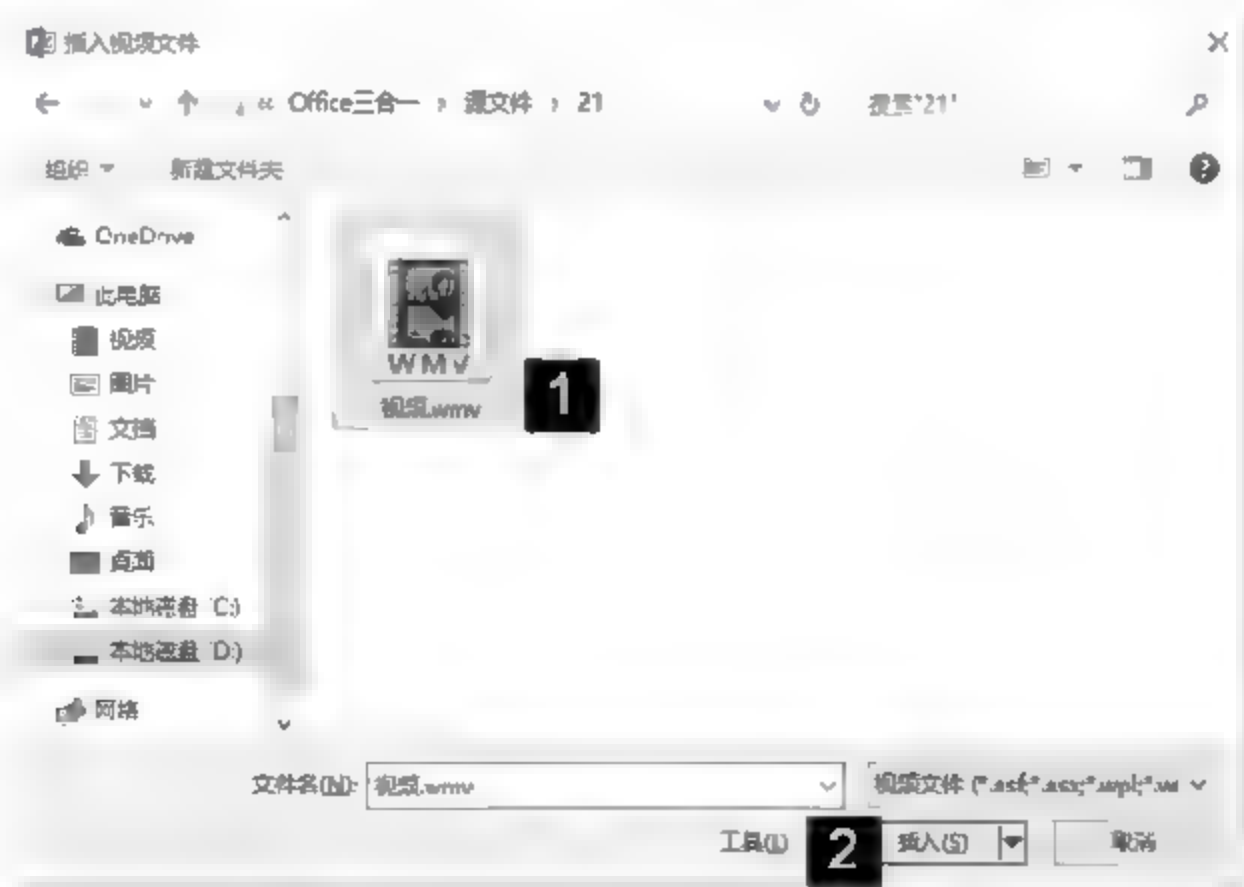 插入视频文件
« Office三合一 › 源文件 › 21 搜索"21"
组织 新建文件夹
OneDrive
此电脑
视频
图片
文档
下载
音乐
桌面
本地磁盘 (C:)
本地磁盘 (D:)
网络
WMV
视频.wmv
1
文件名(N): 视频.wmv 视频文件 (*.asf;*.asx;*.wpl;*.w
工具(L) 2 插入(S) 取消